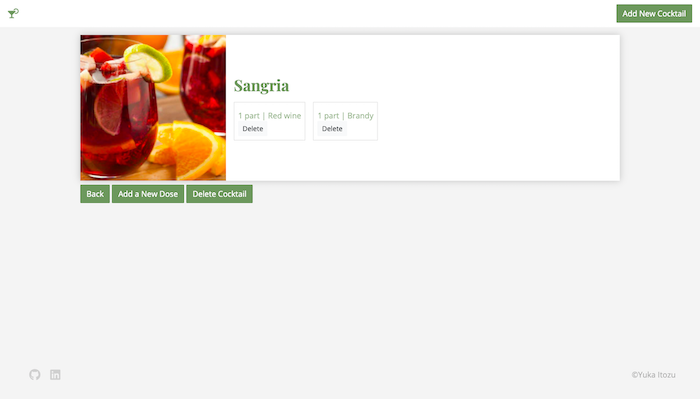 Add New Cocktail
Sangria
1 part | Red wine
Delete
1 part | Brandy
Delete
Back
Add a New Dose
Delete Cocktail
©Yuka Itozu